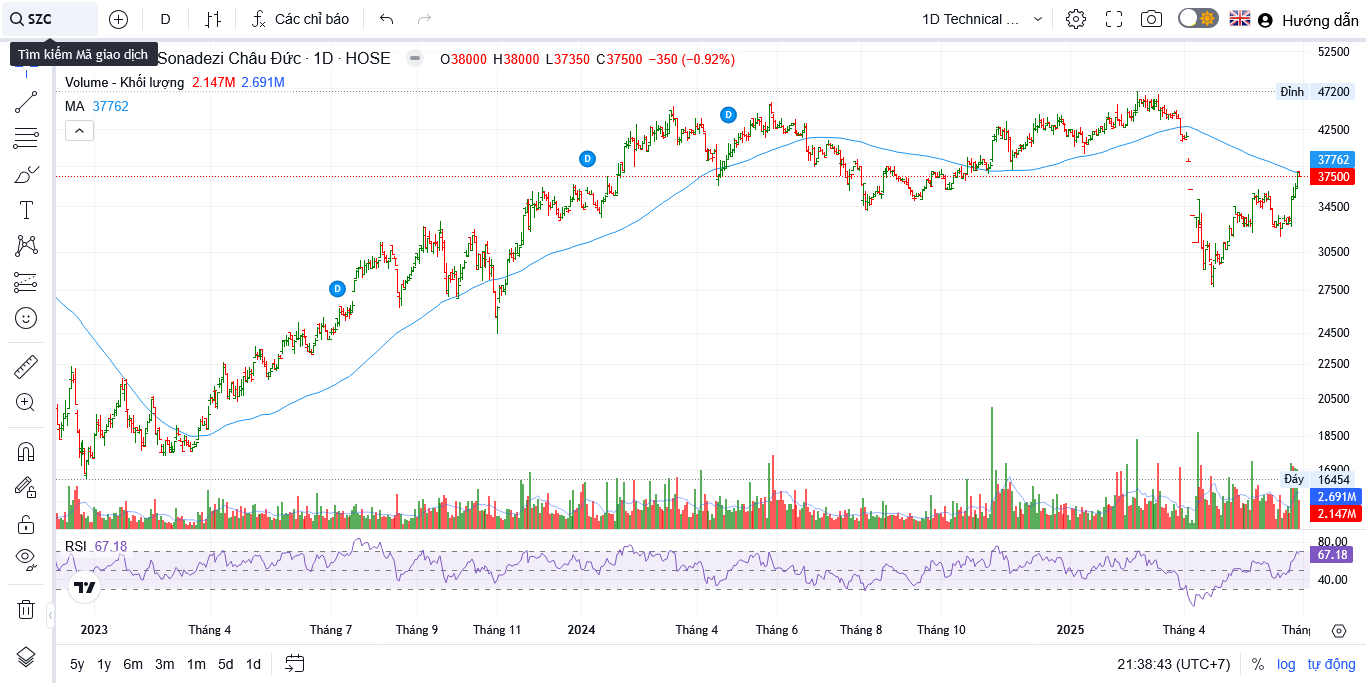 SZC
D
Các chỉ báo
1D Technical ...
Hướng dẫn
Tìm kiếm Mã giao dịch
Sonadezi Châu Đức · 1D · HOSE
O38000 H38000 L37350 C37500 −350 (−0.92%)
Volume - Khối lượng 2.147M 2.691M
MA 37762
52500
Đỉnh 47200
42500
37762
37500
34500
30500
27500
24500
22500
20500
18500
16900
Đáy 16454
2.691M
2.147M
D
D
D
RSI 67.18
80.00
67.18
40.00
2023 Tháng 4 Tháng 7 Tháng 9 Tháng 11 2024 Tháng 4 Tháng 6 Tháng 8 Tháng 10 2025 Tháng 4
5y 1y 6m 3m 1m 5d 1d
21:38:43 (UTC+7) % log tự động